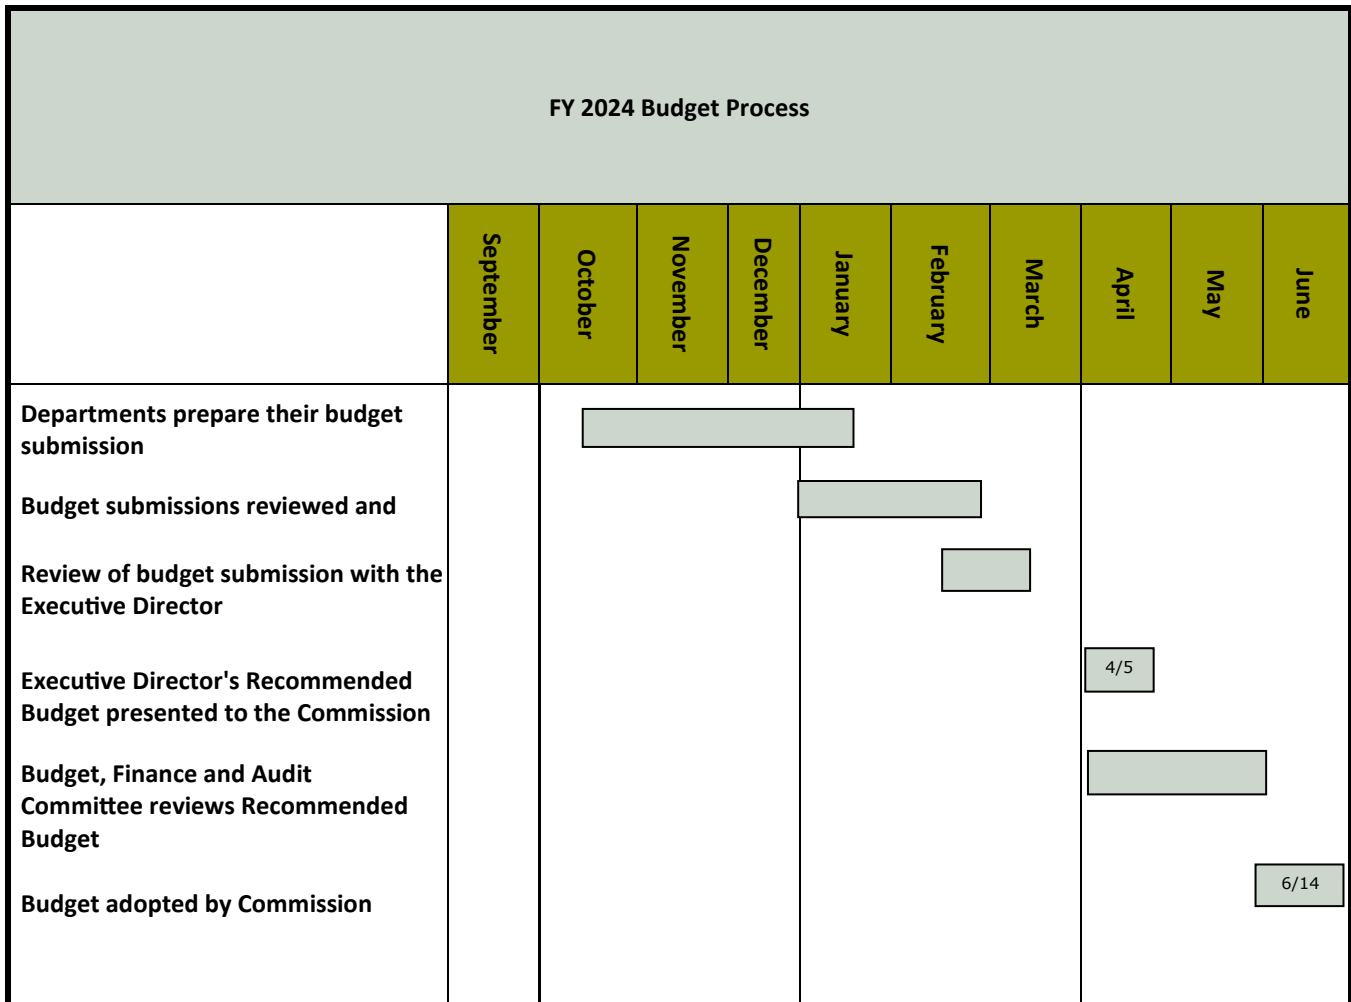 FY 2024 Budget Process
September
October
November
December
January
February
March
April
May
June
Departments prepare their budget
submission
Budget submissions reviewed and
Review of budget submission with the
Executive Director
4/5
Executive Director's Recommended
Budget presented to the Commission
Budget, Finance and Audit
Committee reviews Recommended
Budget
6/14
Budget adopted by Commission